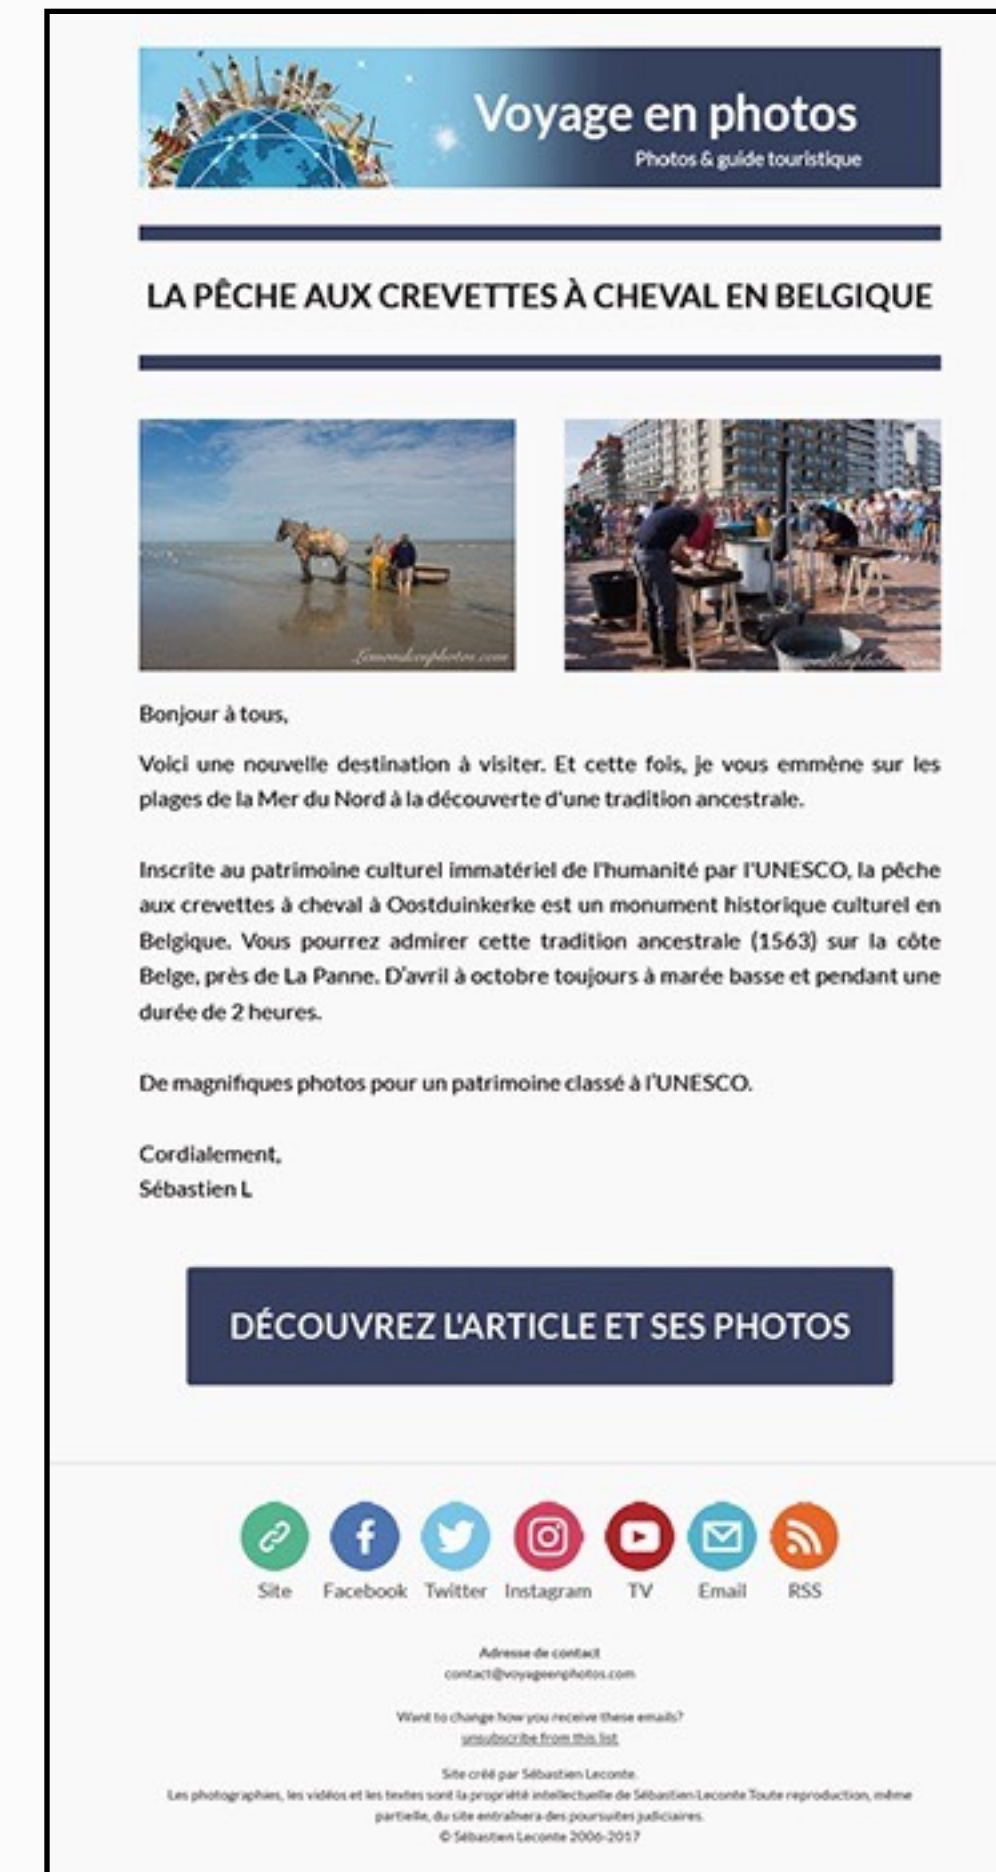 Voyage en photos
Photos & guide touristique
LA PÊCHE AUX CREVETTES À CHEVAL EN BELGIQUE
Lemondeenphotos.com
Lemondeenphotos.com
Bonjour à tous,
Voici une nouvelle destination à visiter. Et cette fois, je vous emmène sur les
plages de la Mer du Nord à la découverte d'une tradition ancestrale.
Inscrite au patrimoine culturel immatériel de l'humanité par l'UNESCO, la pêche
aux crevettes à cheval à Oostduinkerke est un monument historique culturel en
Belgique. Vous pourrez admirer cette tradition ancestrale (1563) sur la côte
Belge, près de La Panne. D'avril à octobre toujours à marée basse et pendant une
durée de 2 heures.
De magnifiques photos pour un patrimoine classé à l'UNESCO.
Cordialement,
Sébastien L
DÉCOUVREZ L'ARTICLE ET SES PHOTOS
Site Facebook Twitter Instagram TV Email RSS
Adresse de contact
contact@voyageenphotos.com
Want to change how you receive these emails?
unsubscribe from this list
Site créé par Sébastien Leconte.
Les photographies, les vidéos et les textes sont la propriété intellectuelle de Sébastien Leconte Toute reproduction, même
partielle, du site entraînera des poursuites judiciaires.
© Sébastien Leconte 2006-2017